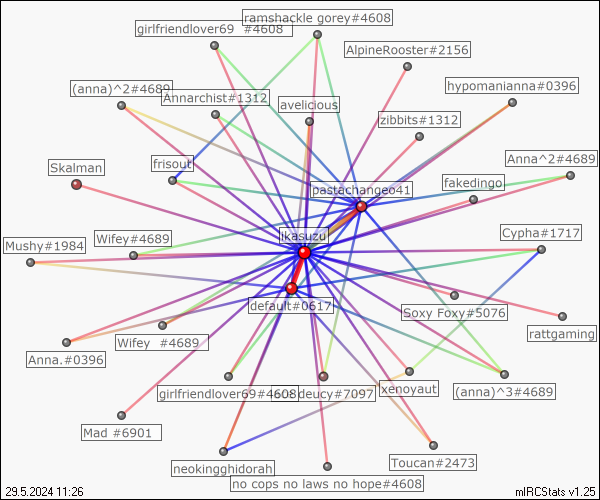 ramshackle gorey#4608
girlfriendlover69 #4608
AlpineRooster#2156
(anna)^2#4689
Annarchist#1312
avelicious
hypomanianna#0396
zibbits#1312
Skalman
frisout
Anna^2#4689
pastachangeo41
fakedingo
Mushy#1984
Wifey#4689
likasuzu
Cypha#1717
default#0617
Soxy Foxy#5076
rattgaming
Anna.#0396
Wifey #4689
girlfriendlover69#4608
deucy#7097
xenoyaut
(anna)^3#4689
Mad #6901
neokingghidorah
Toucan#2473
no cops no laws no hope#4608
29.5.2024 11:26
mIRCStats v1.25